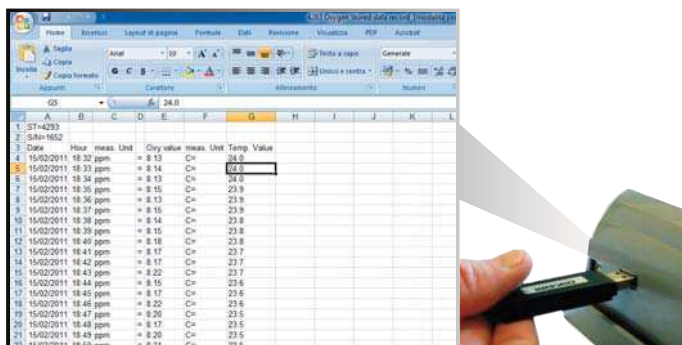 4293 Oxygen Stored data record
Home Inserisci Layout di pagina Formule Dati Revisione Visualizza PDF Acrobat
Taglia
Copia
Copia formato
Incolla
Arial 10
Testo a capo
Generale
G C S
Unisci e centra
Appunti Carattere Allineamento Numeri
G5 fx 24.0
A B C D E F G H I J K L
1 ST=4293
2 S/N=1652
3 Date Hour meas. Unit Oxy value meas. Unit Temp. Value
4 15/02/2011 18:32 ppm = 8.13 C= 24.0
5 15/02/2011 18:33 ppm = 8.14 C= 24.0
6 15/02/2011 18:34 ppm = 8.13 C= 24.0
7 15/02/2011 18:35 ppm = 8.15 C= 23.9
8 15/02/2011 18:36 ppm = 8.13 C= 23.9
9 15/02/2011 18:37 ppm = 8.15 C= 23.9
10 15/02/2011 18:38 ppm = 8.14 C= 23.8
11 15/02/2011 18:39 ppm = 8.15 C= 23.8
12 15/02/2011 18:40 ppm = 8.18 C= 23.8
13 15/02/2011 18:41 ppm = 8.17 C= 23.7
14 15/02/2011 18:42 ppm = 8.17 C= 23.7
15 15/02/2011 18:43 ppm = 8.22 C= 23.7
16 15/02/2011 18:44 ppm = 8.15 C= 23.6
17 15/02/2011 18:45 ppm = 8.17 C= 23.6
18 15/02/2011 18:46 ppm = 8.22 C= 23.6
19 15/02/2011 18:47 ppm = 8.20 C= 23.5
20 15/02/2011 18:48 ppm = 8.17 C= 23.5
21 15/02/2011 18:49 ppm = 8.20 C= 23.5